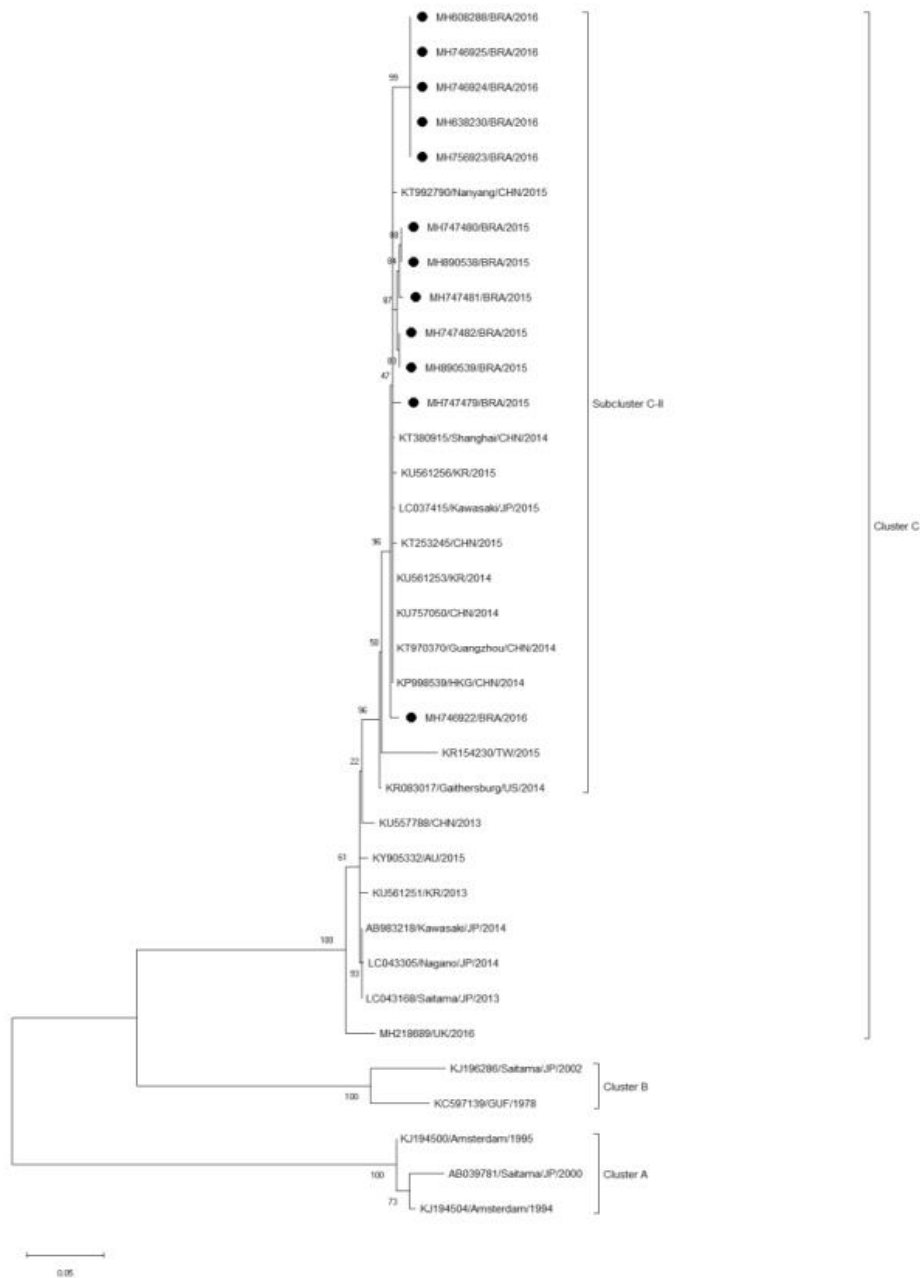 MH608288/BRA/2016
MH746925/BRA/2016
99
MH746924/BRA/2016
MH638230/BRA/2016
MH756923/BRA/2016
KT992790/Nanyang/CHN/2015
MH747480/BRA/2015
MH890538/BRA/2015
MH747481/BRA/2015
MH747482/BRA/2015
MH890539/BRA/2015
47
MH747479/BRA/2015
Subcluster C-II
KT380915/Shanghai/CHN/2014
KU561256/KR/2015
LC037415/Kawasaki/JP/2015
Cluster C
KT253245/CHN/2015
96
KU561253/KR/2014
KU757050/CHN/2014
50
KT970370/Guangzhou/CHN/2014
KP998539/HKG/CHN/2014
96
MH746922/BRA/2016
KR154230/TW/2015
22
KR083017/Gaithersburg/US/2014
KU557788/CHN/2013
61
KY905332/AU/2015
KU561251/KR/2013
AB983218/Kawasaki/JP/2014
100
LC043305/Nagano/JP/2014
93
LC043168/Saitama/JP/2013
MH218689/UK/2016
KJ196286/Saitama/JP/2002
Cluster B
100
KC597139/GUF/1978
KJ194500/Amsterdam/1995
100
AB039781/Saitama/JP/2000
Cluster A
73
KJ194504/Amsterdam/1994
0.05